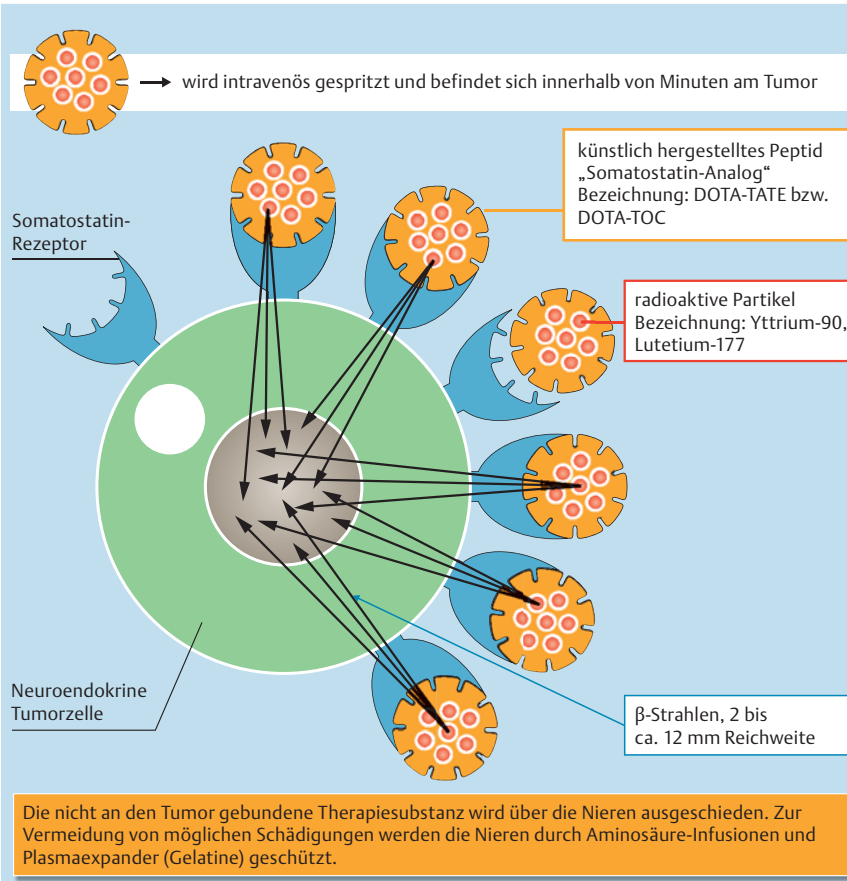 wird intravenös gespritzt und befindet sich innerhalb von Minuten am Tumor
künstlich hergestelltes Peptid
„Somatostatin-Analog“
Bezeichnung: DOTA-TATE bzw.
DOTA-TOC
Somatostatin-
Rezeptor
radioaktive Partikel
Bezeichnung: Yttrium-90,
Lutetium-177
Neuroendokrine
Tumorzelle
β-Strahlen, 2 bis
ca. 12 mm Reichweite
Die nicht an den Tumor gebundene Therapiesubstanz wird über die Nieren ausgeschieden. Zur
Vermeidung von möglichen Schädigungen werden die Nieren durch Aminosäure-Infusionen und
Plasmaexpander (Gelatine) geschützt.